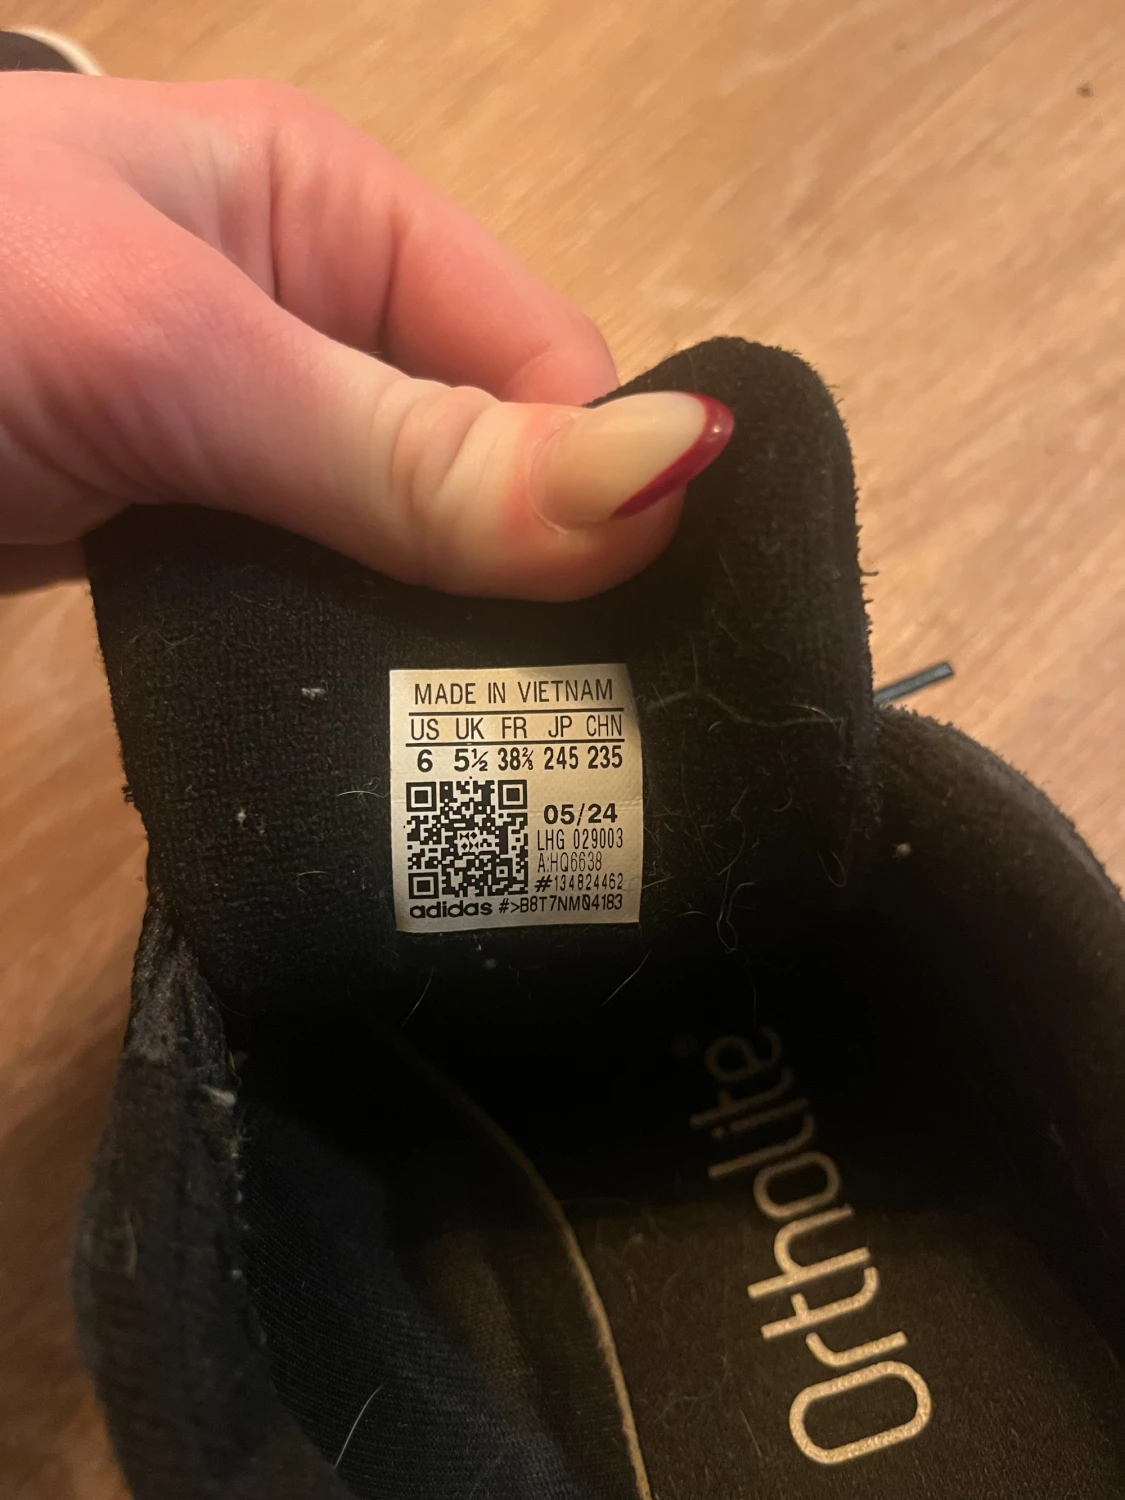 MADE IN VIETNAM
US UK FR JP CHN
6 5½ 38⅔ 245 235
05/24
LHG 029003
A:HQ6638
#134824462
adidas #>B8T7NM04183
Ortholite